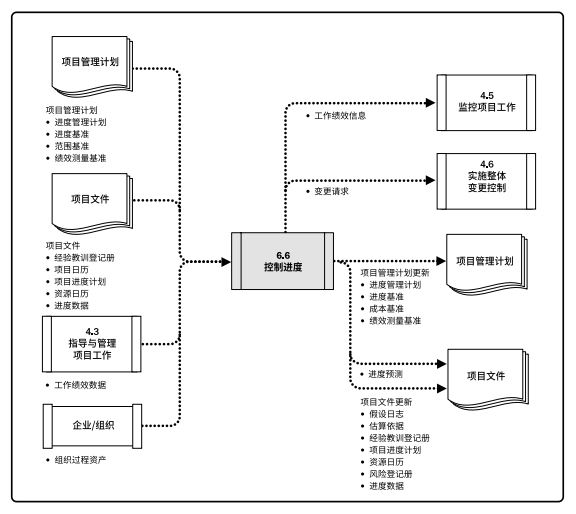 项目管理计划
项目管理计划
• 进度管理计划
• 进度基准
• 范围基准
• 绩效测量基准
项目文件
项目文件
• 经验教训登记册
• 项目日历
• 项目进度计划
• 资源日历
• 进度数据
4.3
指导与管理
项目工作
• 工作绩效数据
企业/组织
• 组织过程资产
6.6
控制进度
• 工作绩效信息
4.5
监控项目工作
• 变更请求
4.6
实施整体
变更控制
项目管理计划
项目管理计划更新
• 进度管理计划
• 进度基准
• 成本基准
• 绩效测量基准
• 进度预测
项目文件
项目文件更新
• 假设日志
• 估算依据
• 经验教训登记册
• 项目进度计划
• 资源日历
• 风险登记册
• 进度数据